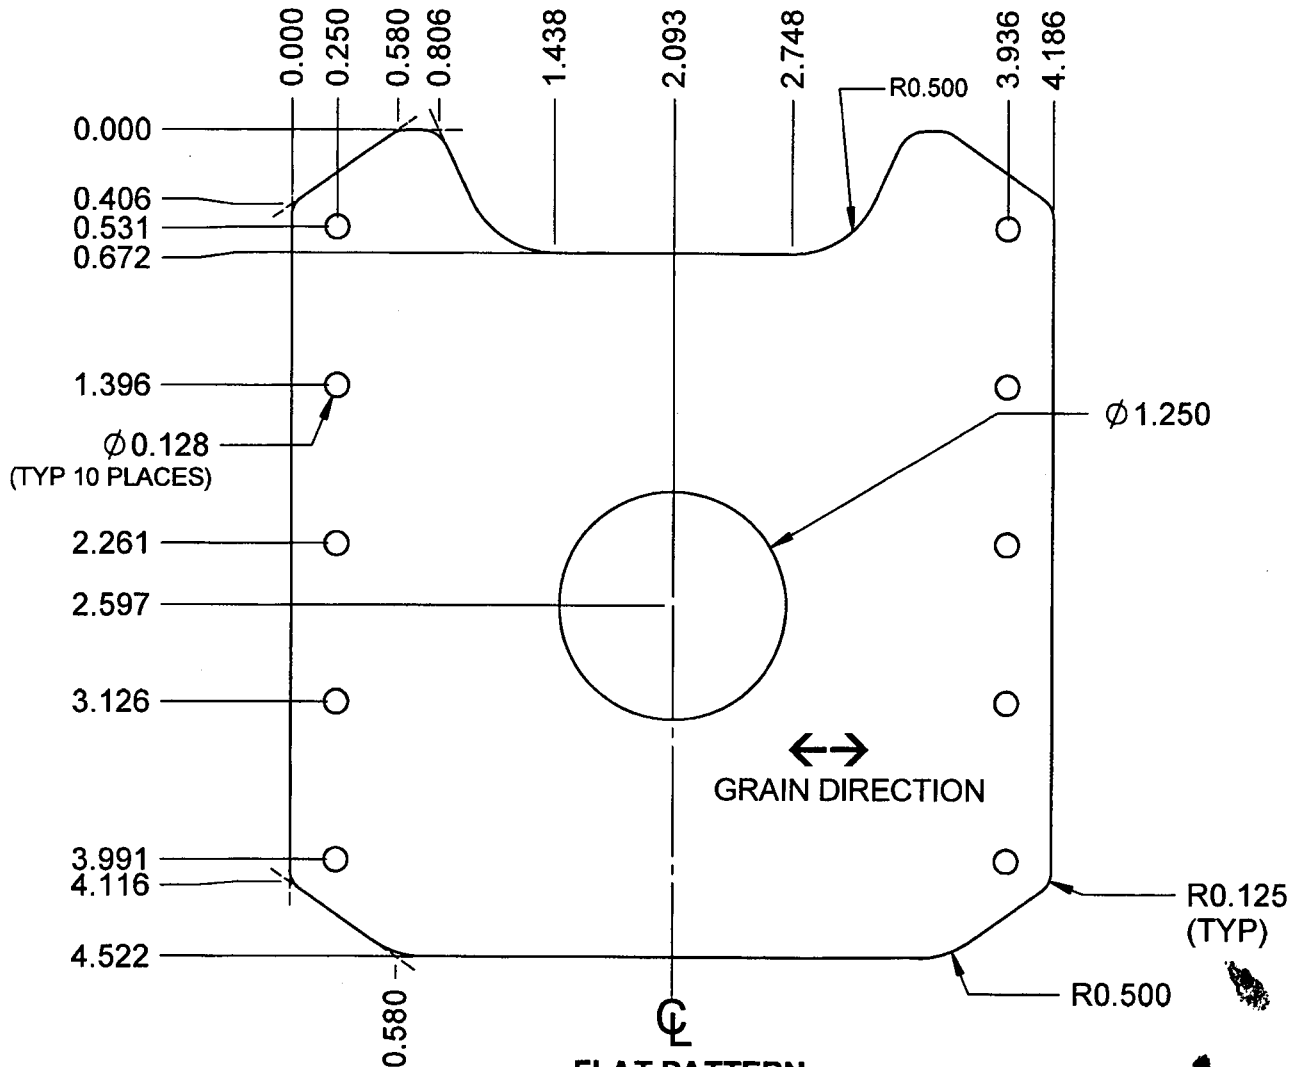 0.000
0.250
0.580
0.806
1.438
2.093
2.748
3.936
4.186
R0.500
0.000
0.406
0.531
0.672
1.396
Ø1.250
Ø0.128
(TYP 10 PLACES)
2.261
2.597
3.126
GRAIN DIRECTION
3.991
4.116
R0.125
(TYP)
4.522
R0.500
0.580
CL
FLAT PATTERN